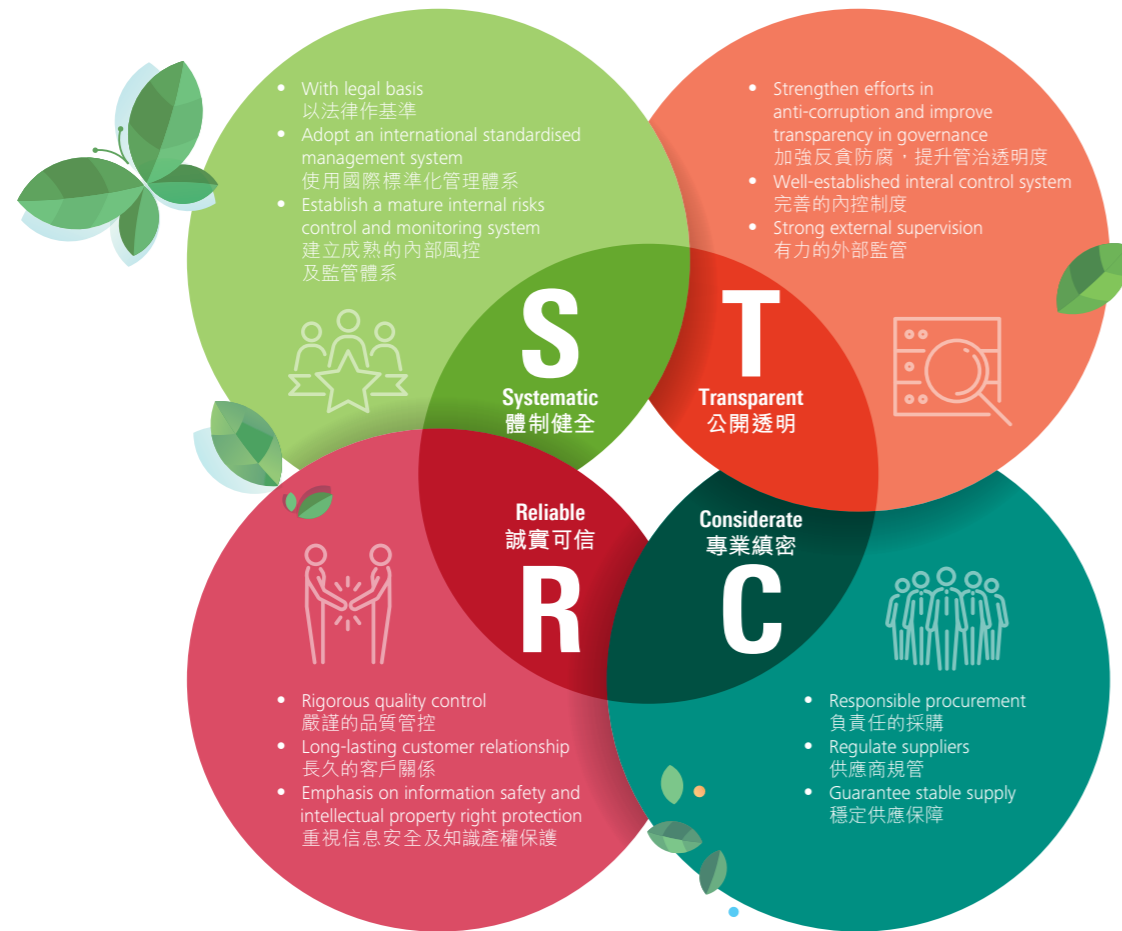 • With legal basis
以法律作基準
• Adopt an international standardised
management system
使用國際標準化管理體系
• Establish a mature internal risks
control and monitoring system
建立成熟的內部風控
及監管體系
S
Systematic
體制健全
• Strengthen efforts in
anti-corruption and improve
transparency in governance
加強反貪防腐，提升管治透明度
• Well-established interal control system
完善的內控制度
• Strong external supervision
有力的外部監管
T
Transparent
公開透明
Reliable
誠實可信
R
• Rigorous quality control
嚴謹的品質管控
• Long-lasting customer relationship
長久的客戶關係
• Emphasis on information safety and
intellectual property right protection
重視信息安全及知識產權保護
Considerate
專業縝密
C
• Responsible procurement
負責任的採購
• Regulate suppliers
供應商規管
• Guarantee stable supply
穩定供應保障